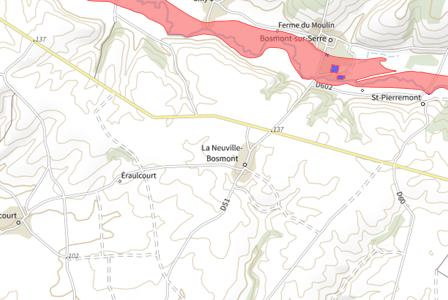 Ferme du Moulin
Bosmont-sur-Serre
137
D602
St-Pierremont
137
La Neuville-
Bosmont
Éraulcourt
D51
D60
court
102